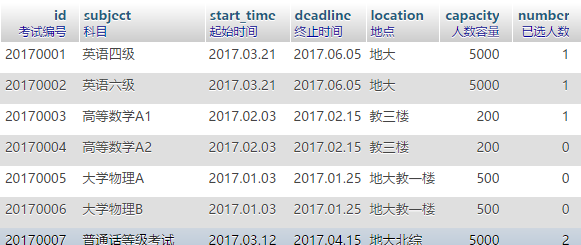 id subject start_time deadline location capacity number
考试编号 科目 起始时间 终止时间 地点 人数容量 已选人数
20170001 英语四级 2017.03.21 2017.06.05 地大 5000 1
20170002 英语六级 2017.03.21 2017.06.05 地大 5000 1
20170003 高等数学A1 2017.02.03 2017.02.15 教三楼 200 1
20170004 高等数学A2 2017.02.03 2017.02.15 教三楼 200 0
20170005 大学物理A 2017.01.03 2017.01.25 地大教一楼 500 0
20170006 大学物理B 2017.01.03 2017.01.25 地大教一楼 500 0
20170007 普通话等级考试 2017.03.12 2017.04.15 地大北综 5000 2